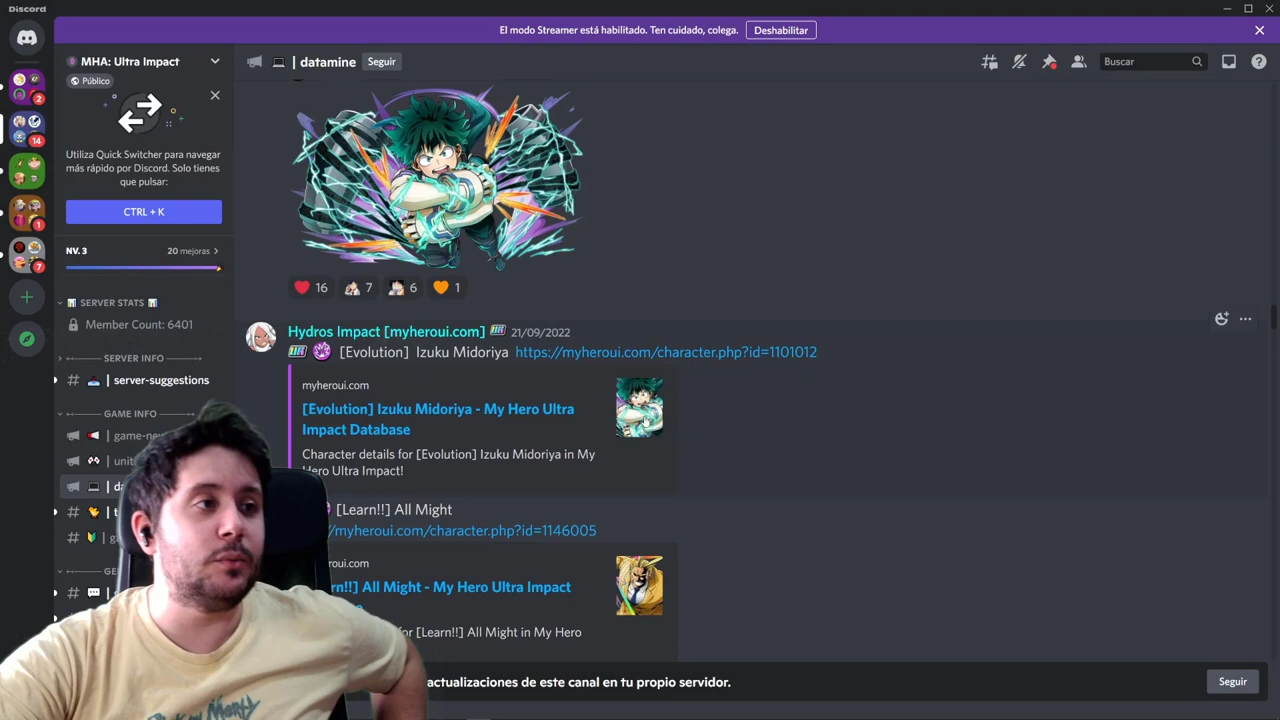 Discord
El modo Streamer está habilitado. Ten cuidado, colega.
Deshabilitar
MHA: Ultra Impact
Público
Utiliza Quick Switcher para navegar
más rápido por Discord. Solo tienes
que pulsar:
CTRL + K
NV. 3
20 mejoras
SERVER STATS
Member Count: 6401
SERVER INFO
| server-suggestions
GAME INFO
2
14
1
7
| datamine
Seguir
Buscar
16
7
6
1
Hydros Impact [myheroui.com]
21/09/2022
[Evolution] Izuku Midoriya https://myheroui.com/character.php?id=1101012
myheroui.com
[Evolution] Izuku Midoriya - My Hero Ultra
Impact Database
Character details for [Evolution] Izuku Midoriya in My
Hero Ultra Impact!
[Learn!!] All Might
/myheroui.com/character.php?id=1146005
All Might - My Hero Ultra Impact
for [Learn!!] All Might in My Hero
actualizaciones de este canal en tu propio servidor.
Seguir